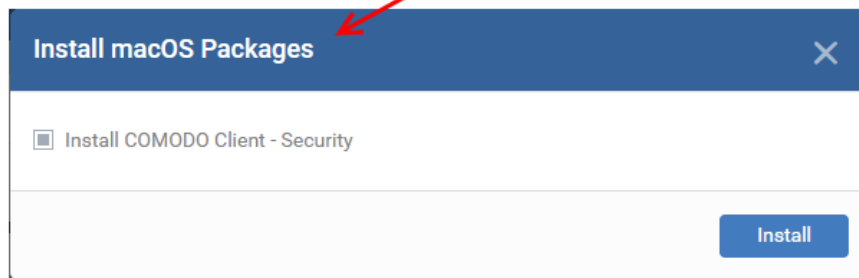 Install macOS Packages
Install COMODO Client - Security
Install